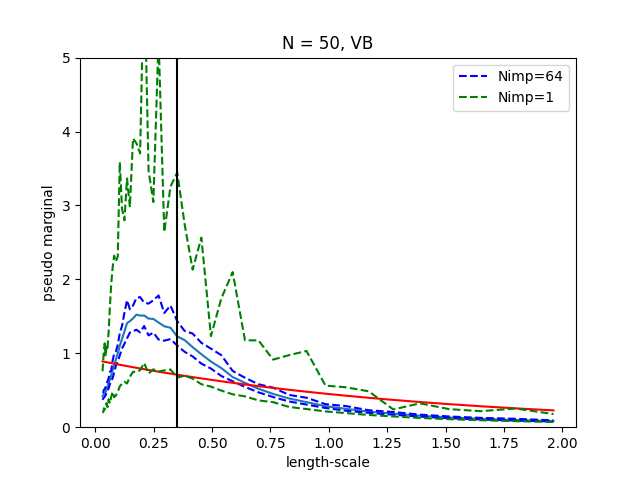 N = 50, VB
Nimp=64
Nimp=1
pseudo marginal
5
4
3
2
1
0
0.00 0.25 0.50 0.75 1.00 1.25 1.50 1.75 2.00
length-scale